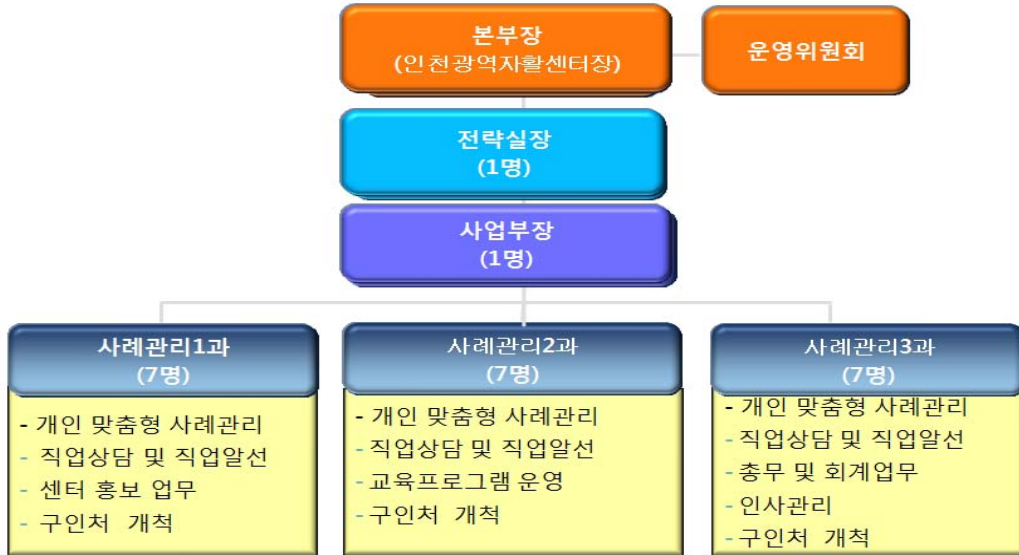 본부장
(인천광역자활센터장)
운영위원회
전략실장
(1명)
사업부장
(1명)
사례관리1과
(7명)
- 개인 맞춤형 사례관리
- 직업상담 및 직업알선
- 센터 홍보 업무
- 구인처 개척
사례관리2과
(7명)
- 개인 맞춤형 사례관리
- 직업상담 및 직업알선
- 교육프로그램 운영
- 구인처 개척
사례관리3과
(7명)
- 개인 맞춤형 사례관리
- 직업상담 및 직업알선
- 총무 및 회계업무
- 인사관리
- 구인처 개척